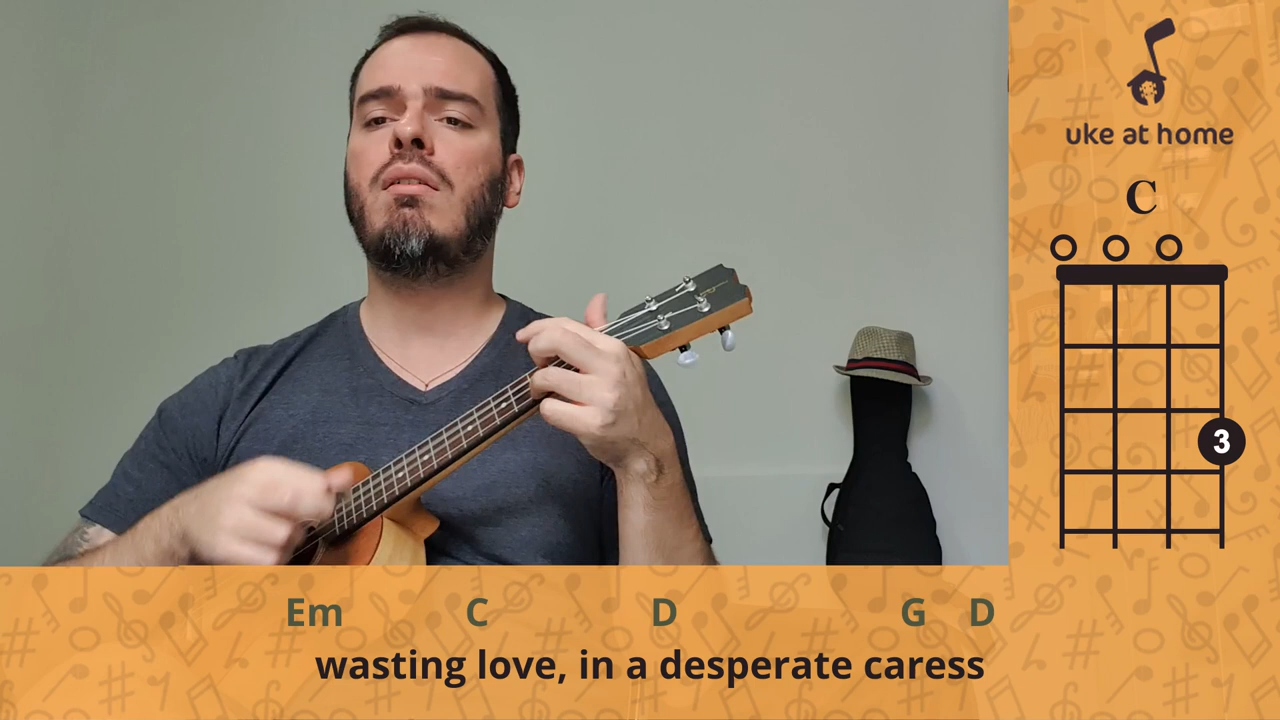 uke at home
C
3
Em C D G D
wasting love, in a desperate caress